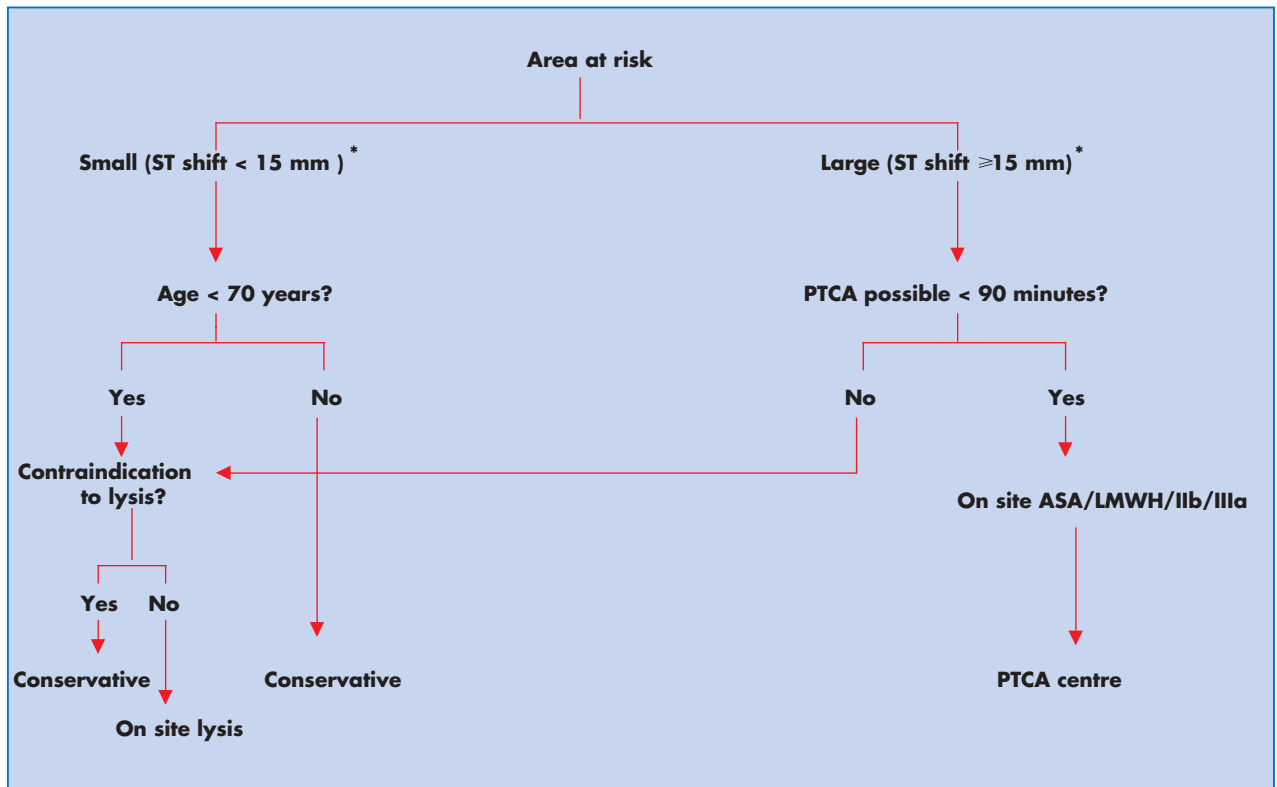 Area at risk
Small (ST shift < 15 mm )*
Large (ST shift ⩾15 mm)*
Age < 70 years?
PTCA possible < 90 minutes?
Yes
No
No
Yes
Contraindication
to lysis?
On site ASA/LMWH/IIb/IIIa
Yes
No
Conservative
Conservative
PTCA centre
On site lysis